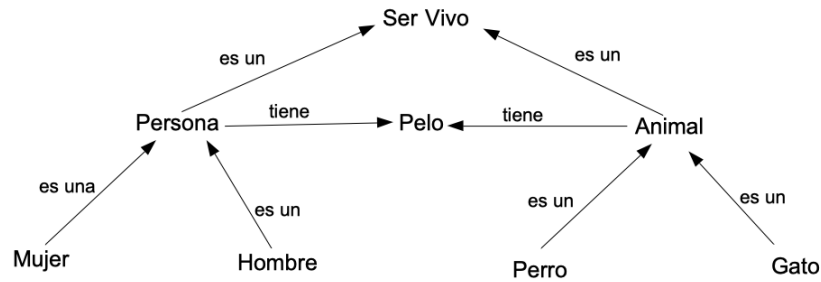 Ser Vivo
es un
es un
Persona
tiene
Pelo
tiene
Animal
es una
es un
es un
es un
Mujer
Hombre
Perro
Gato